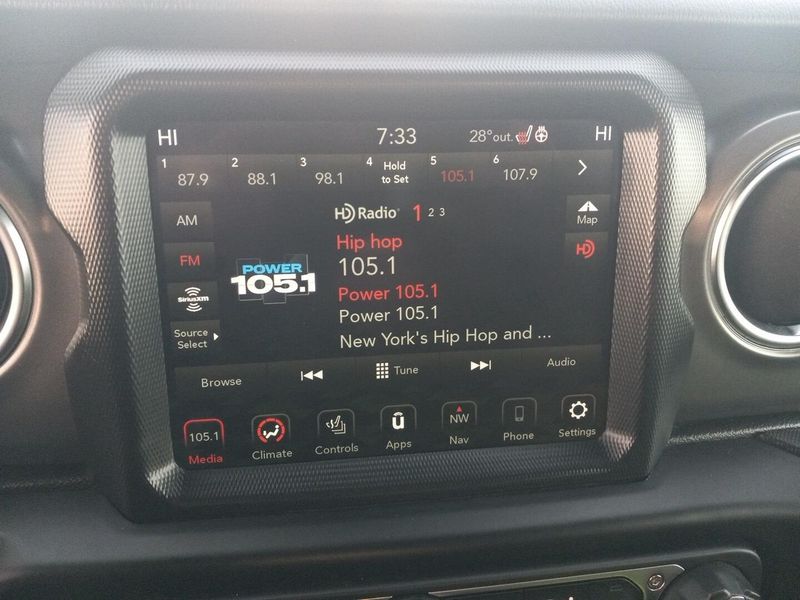 HI 7:33 28° out. HI
1 87.9 2 88.1 3 98.1 4 Hold to Set 5 105.1 6 107.9
AM
HD Radio 1 2 3
Map
FM
Hip hop
HD
POWER
105.1
105.1
SiriusXM
Power 105.1
Power 105.1
Source
Select
New York's Hip Hop and ...
Browse Tune Audio
105.1 NW
Media Climate Controls Apps Nav Phone Settings